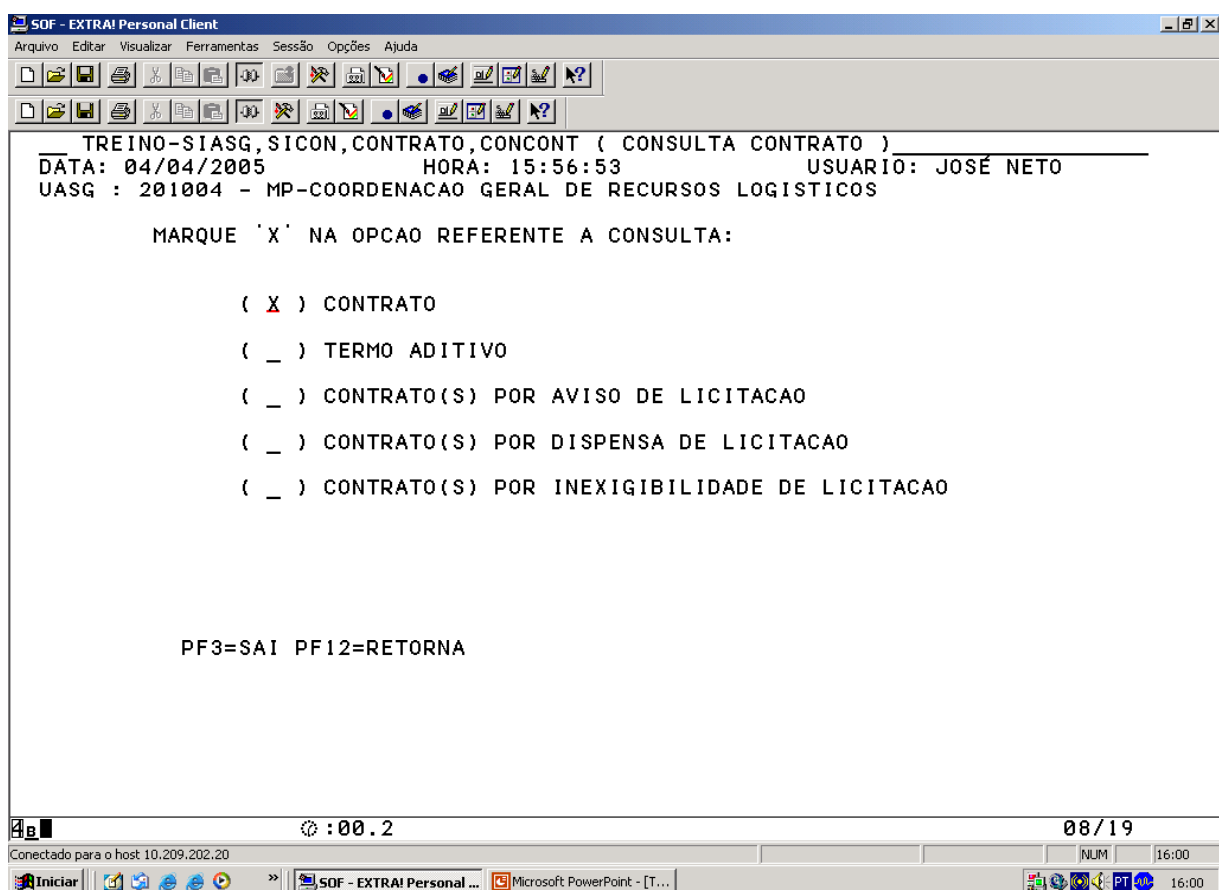 SOF - EXTRA! Personal Client
Arquivo Editar Visualizar Ferramentas Sessão Opções Ajuda
__ TREINO-SIASG,SICON,CONTRATO,CONCONT ( CONSULTA CONTRATO )
DATA: 04/04/2005 HORA: 15:56:53 USUARIO: JOSÉ NETO
UASG : 201004 - MP-COORDENACAO GERAL DE RECURSOS LOGISTICOS
MARQUE 'X' NA OPCAO REFERENTE A CONSULTA:
( X ) CONTRATO
( _ ) TERMO ADITIVO
( _ ) CONTRATO(S) POR AVISO DE LICITACAO
( _ ) CONTRATO(S) POR DISPENSA DE LICITACAO
( _ ) CONTRATO(S) POR INEXIGIBILIDADE DE LICITACAO
PF3=SAI PF12=RETORNA
4B :00.2 08/19
Conectado para o host 10.209.202.20 NUM 16:00
Iniciar » SOF - EXTRA! Personal ... Microsoft PowerPoint - [T... PT 16:00